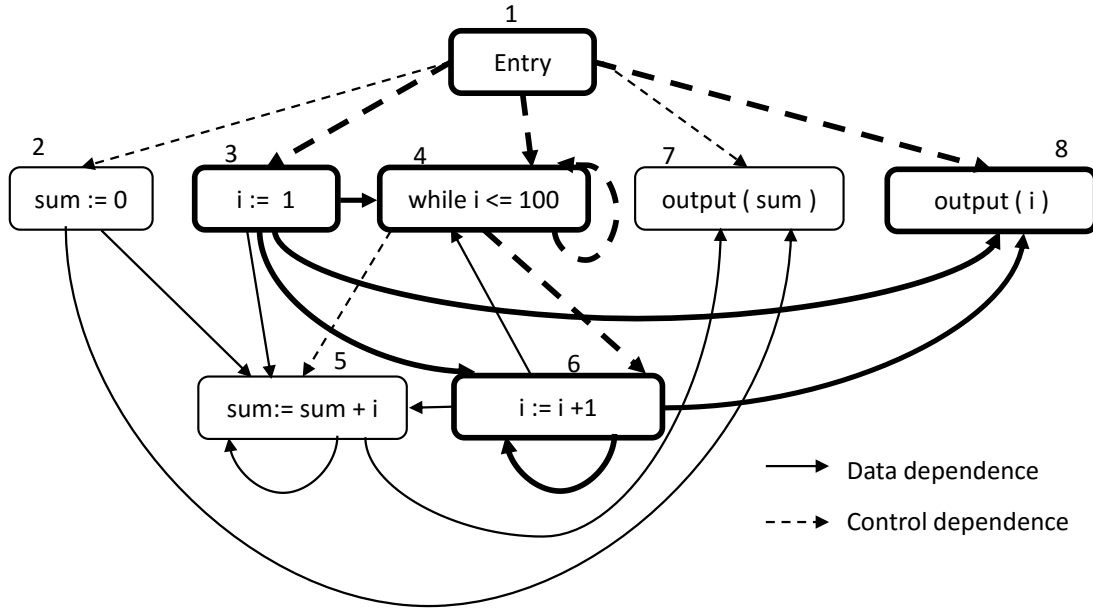 1
Entry
2
3
4
7
8
sum := 0
i := 1
while i <= 100
output ( sum )
output ( i )
5
6
sum:= sum + i
i := i +1
Data dependence
Control dependence